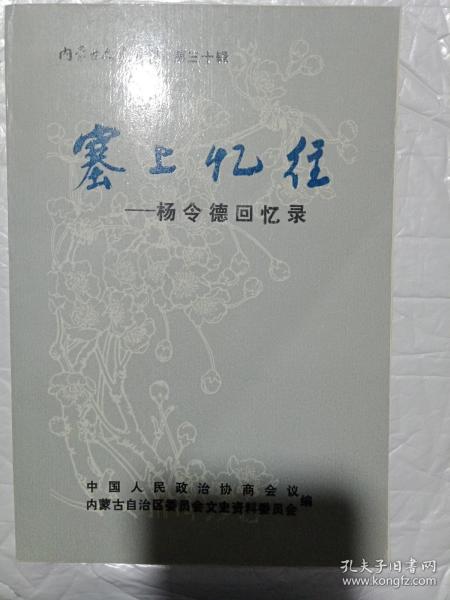 内蒙古 第三十辑
塞上忆往
——杨令德回忆录
中国人民政治协商会议
内蒙古自治区委员会文史资料委员会 编
孔夫子旧书网
www.kongfz.com